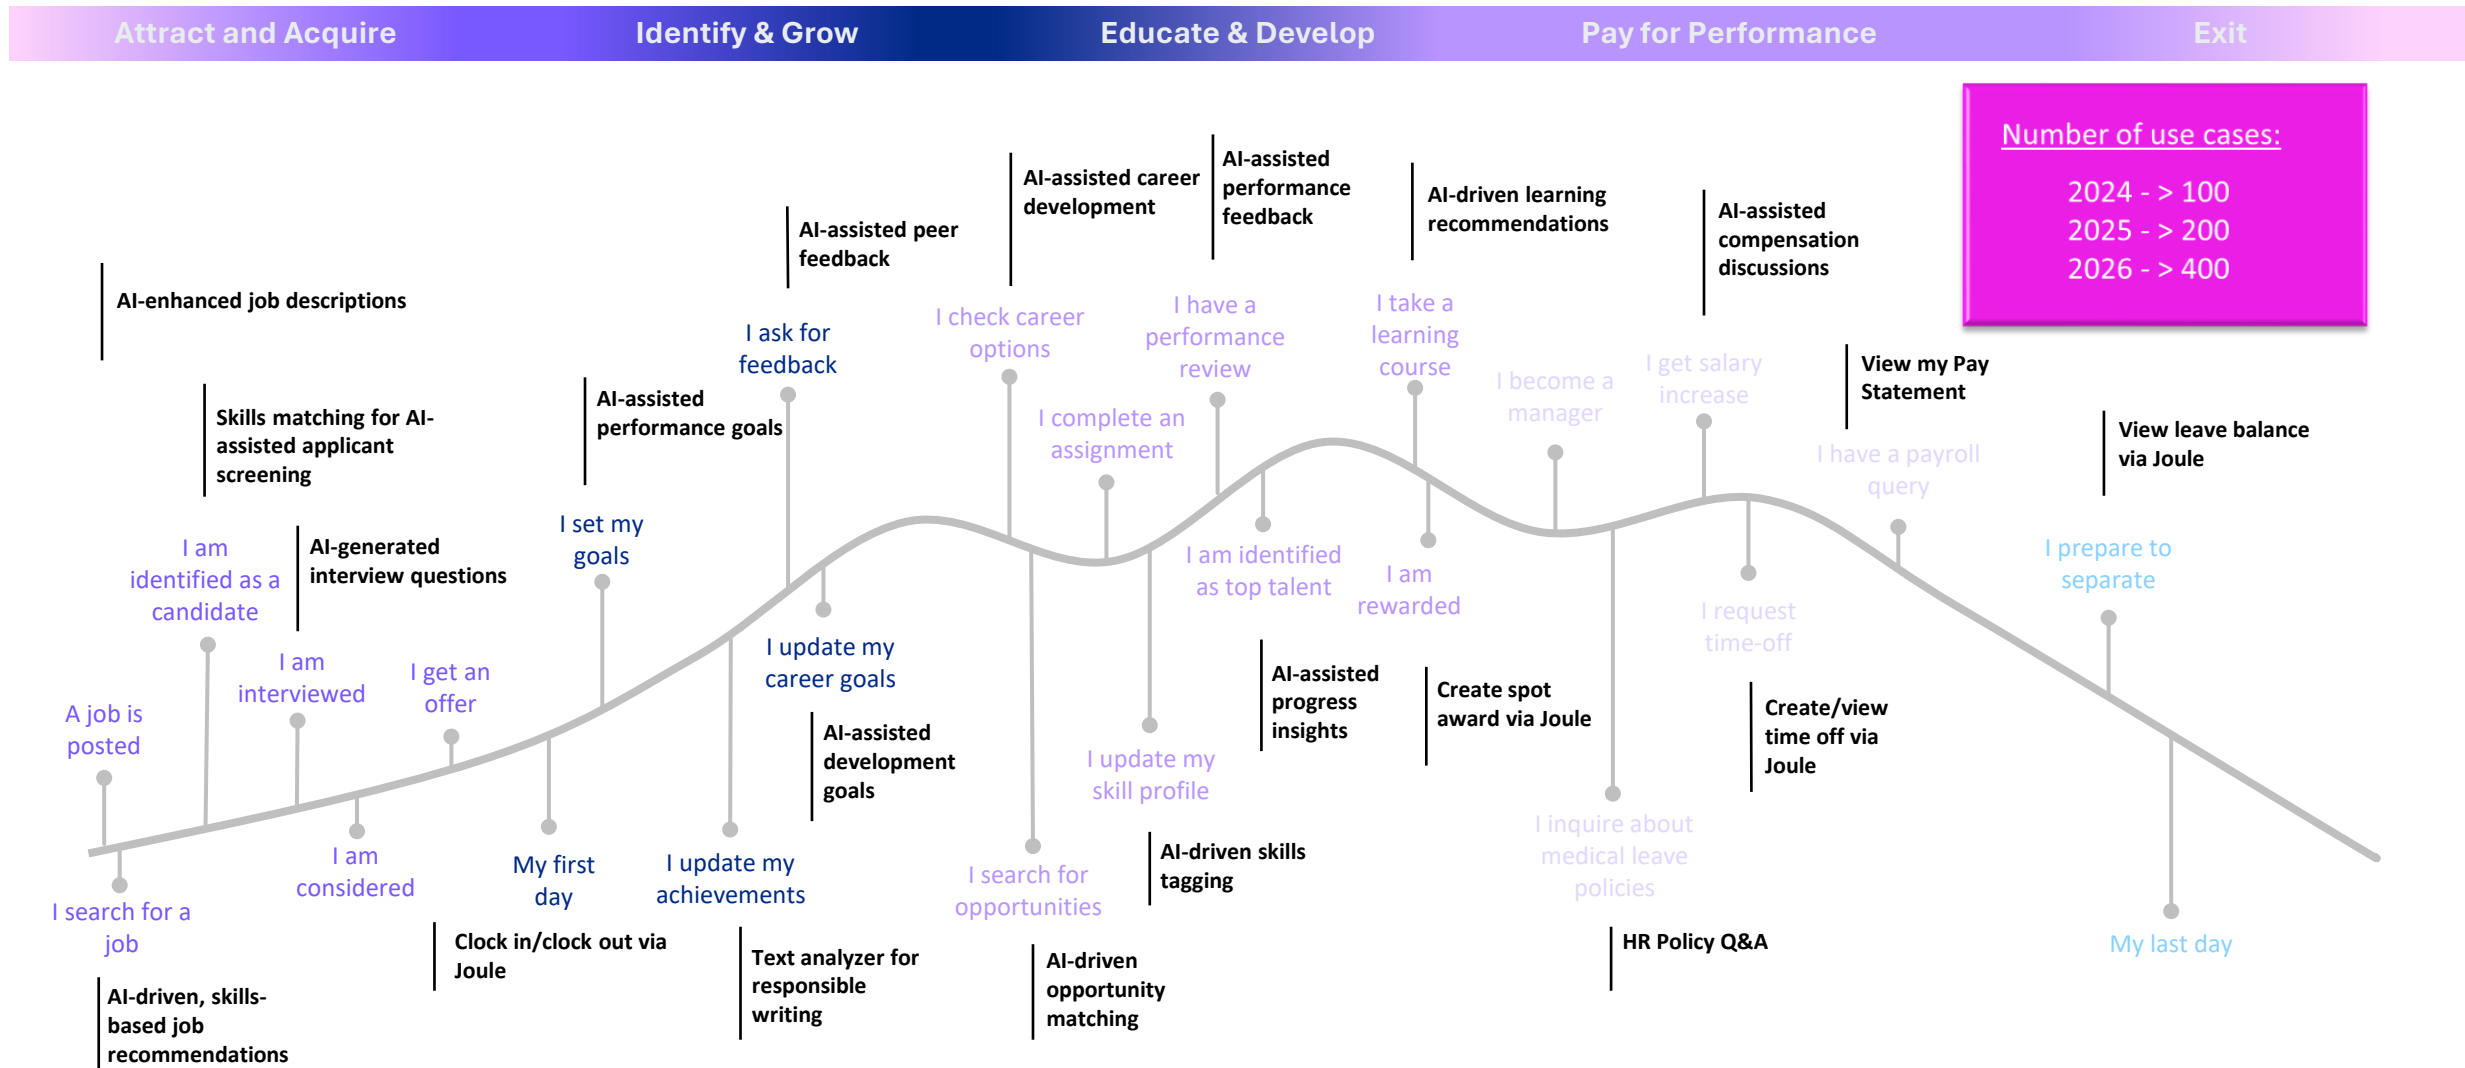 Attract and Acquire
Identify & Grow
Educate & Develop
Pay for Performance
Exit
Number of use cases:
2024 - > 100
2025 - > 200
2026 - > 400
AI-enhanced job descriptions
Skills matching for AI-
assisted applicant
screening
AI-generated
interview questions
AI-assisted
performance goals
AI-assisted peer
feedback
AI-assisted career
development
AI-assisted
performance
feedback
AI-driven learning
recommendations
AI-assisted
compensation
discussions
View my Pay
Statement
View leave balance
via Joule
A job is
posted
I am
identified as a
candidate
I am
interviewed
I get an
offer
I set my
goals
I ask for
feedback
I check career
options
I complete an
assignment
I have a
performance
review
I take a
learning
course
I become a
manager
I get salary
increase
I have a payroll
query
I prepare to
separate
I search for a
job
I am
considered
My first
day
I update my
achievements
I update my
career goals
I search for
opportunities
I update my
skill profile
I am identified
as top talent
I am
rewarded
I inquire about
medical leave
policies
I request
time-off
My last day
AI-driven, skills-
based job
recommendations
Clock in/clock out via
Joule
Text analyzer for
responsible
writing
AI-assisted
development
goals
AI-driven
opportunity
matching
AI-driven skills
tagging
AI-assisted
progress
insights
Create spot
award via Joule
HR Policy Q&A
Create/view
time off via
Joule